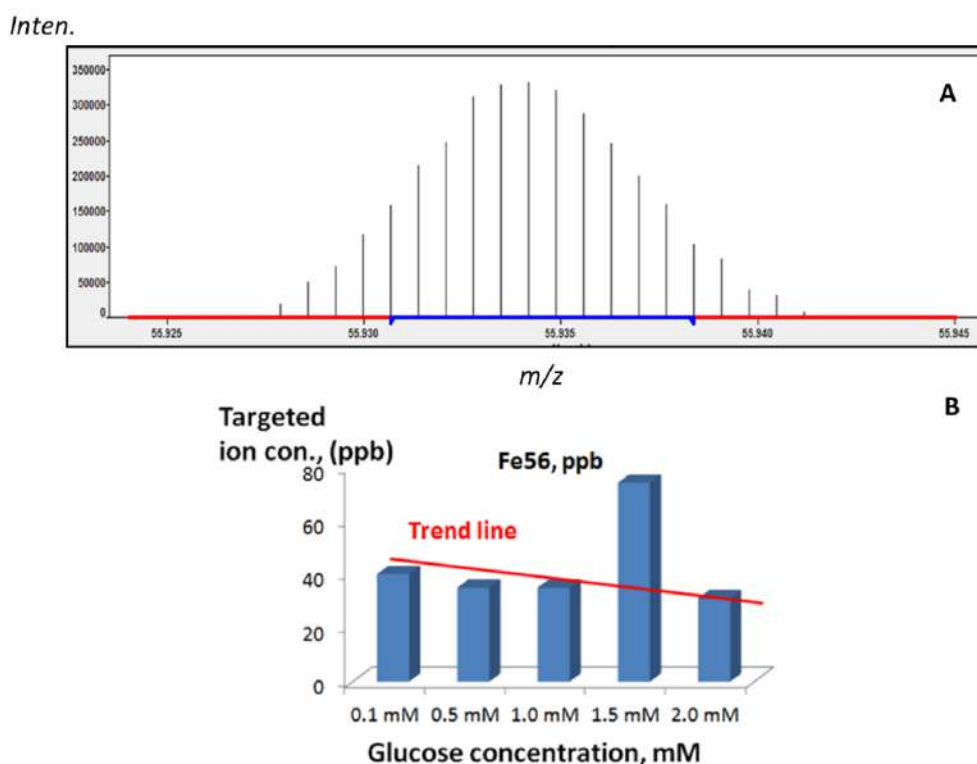 Inten.
A
350000
300000
250000
200000
150000
100000
50000
0
55.925 55.930 55.935 55.940 55.945
m/z
B
Targeted
ion con., (ppb)
Fe56, ppb
Trend line
80
60
40
20
0
0.1 mM 0.5 mM 1.0 mM 1.5 mM 2.0 mM
Glucose concentration, mM